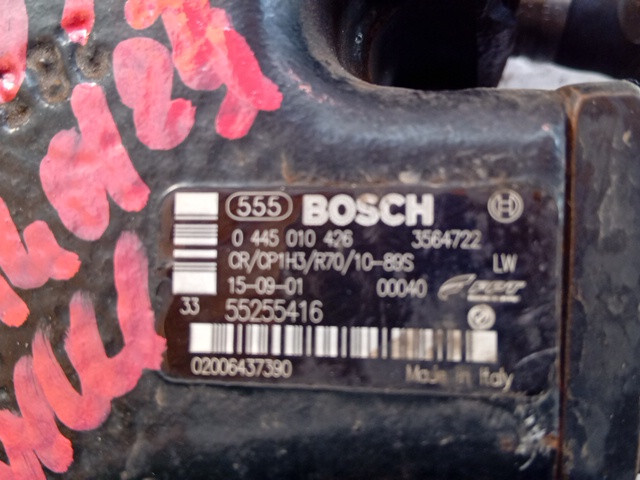 555 BOSCH
0 445 010 426 3564722
CR/CP1H3/R70/10-89S LW
15-09-01 00040 FPT
33 55255416
02006437390 Made in Italy